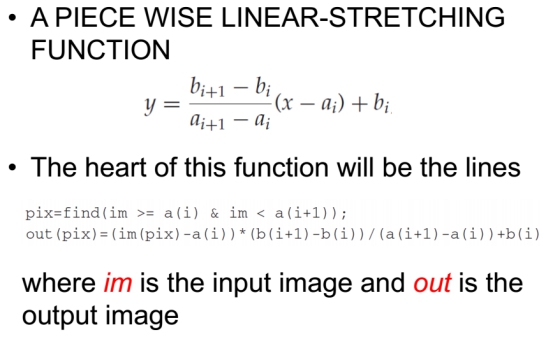 • A PIECE WISE LINEAR-STRETCHING
FUNCTION
y = \frac{b_{i+1} - b_i}{a_{i+1} - a_i}(x - a_i) + b_i.
• The heart of this function will be the lines
pix=find(im >= a(i) & im < a(i+1));
out(pix)=(im(pix)-a(i))*(b(i+1)-b(i))/(a(i+1)-a(i))+b(i)
where im is the input image and out is the
output image